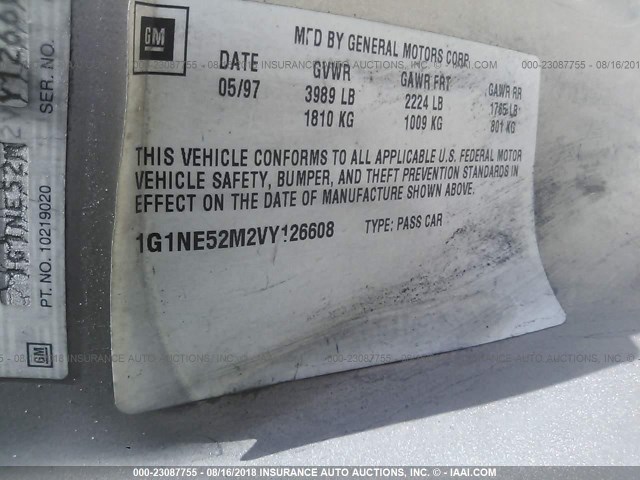 GM
MFD BY GENERAL MOTORS CORP
DATE GVWR GAWR FRT GAWR RR
05/97 3989 LB 2224 LB 1765 LB
1810 KG 1009 KG 801 KG
THIS VEHICLE CONFORMS TO ALL APPLICABLE U.S. FEDERAL MOTOR
VEHICLE SAFETY, BUMPER, AND THEFT PREVENTION STANDARDS IN
EFFECT ON THE DATE OF MANUFACTURE SHOWN ABOVE.
1G1NE52M2VY126608 TYPE: PASS CAR
1G1NE52M
PT. NO. 10219020 SER. NO.
GM
000-23087755 - 08/16/2018 INSURANCE AUTO AUCTIONS, INC. - IAAI.COM